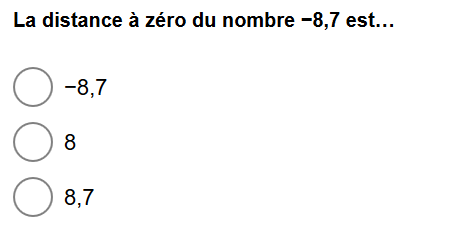 La distance à zéro du nombre −8,7 est…
−8,7
8
8,7